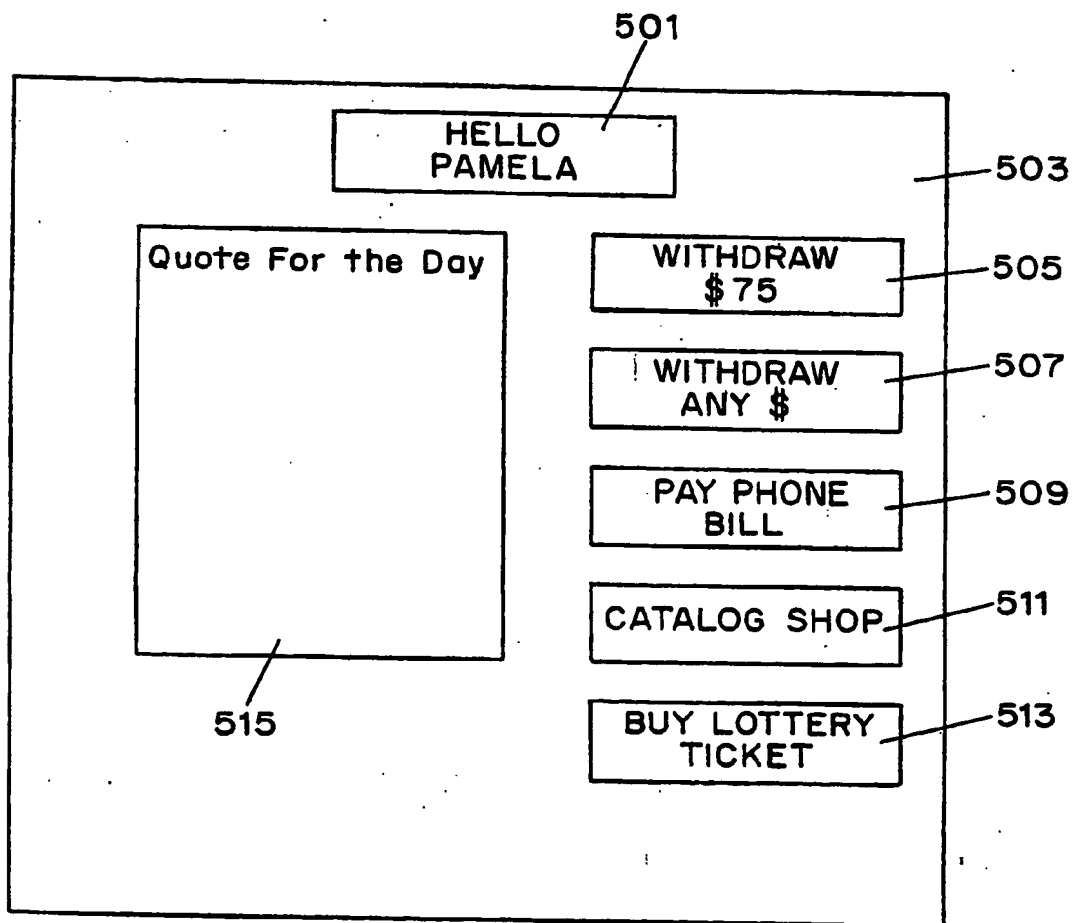 501
HELLO
PAMELA
503
Quote For the Day
515
WITHDRAW
$75
505
WITHDRAW
ANY $
507
PAY PHONE
BILL
509
CATALOG SHOP
511
BUY LOTTERY
TICKET
513